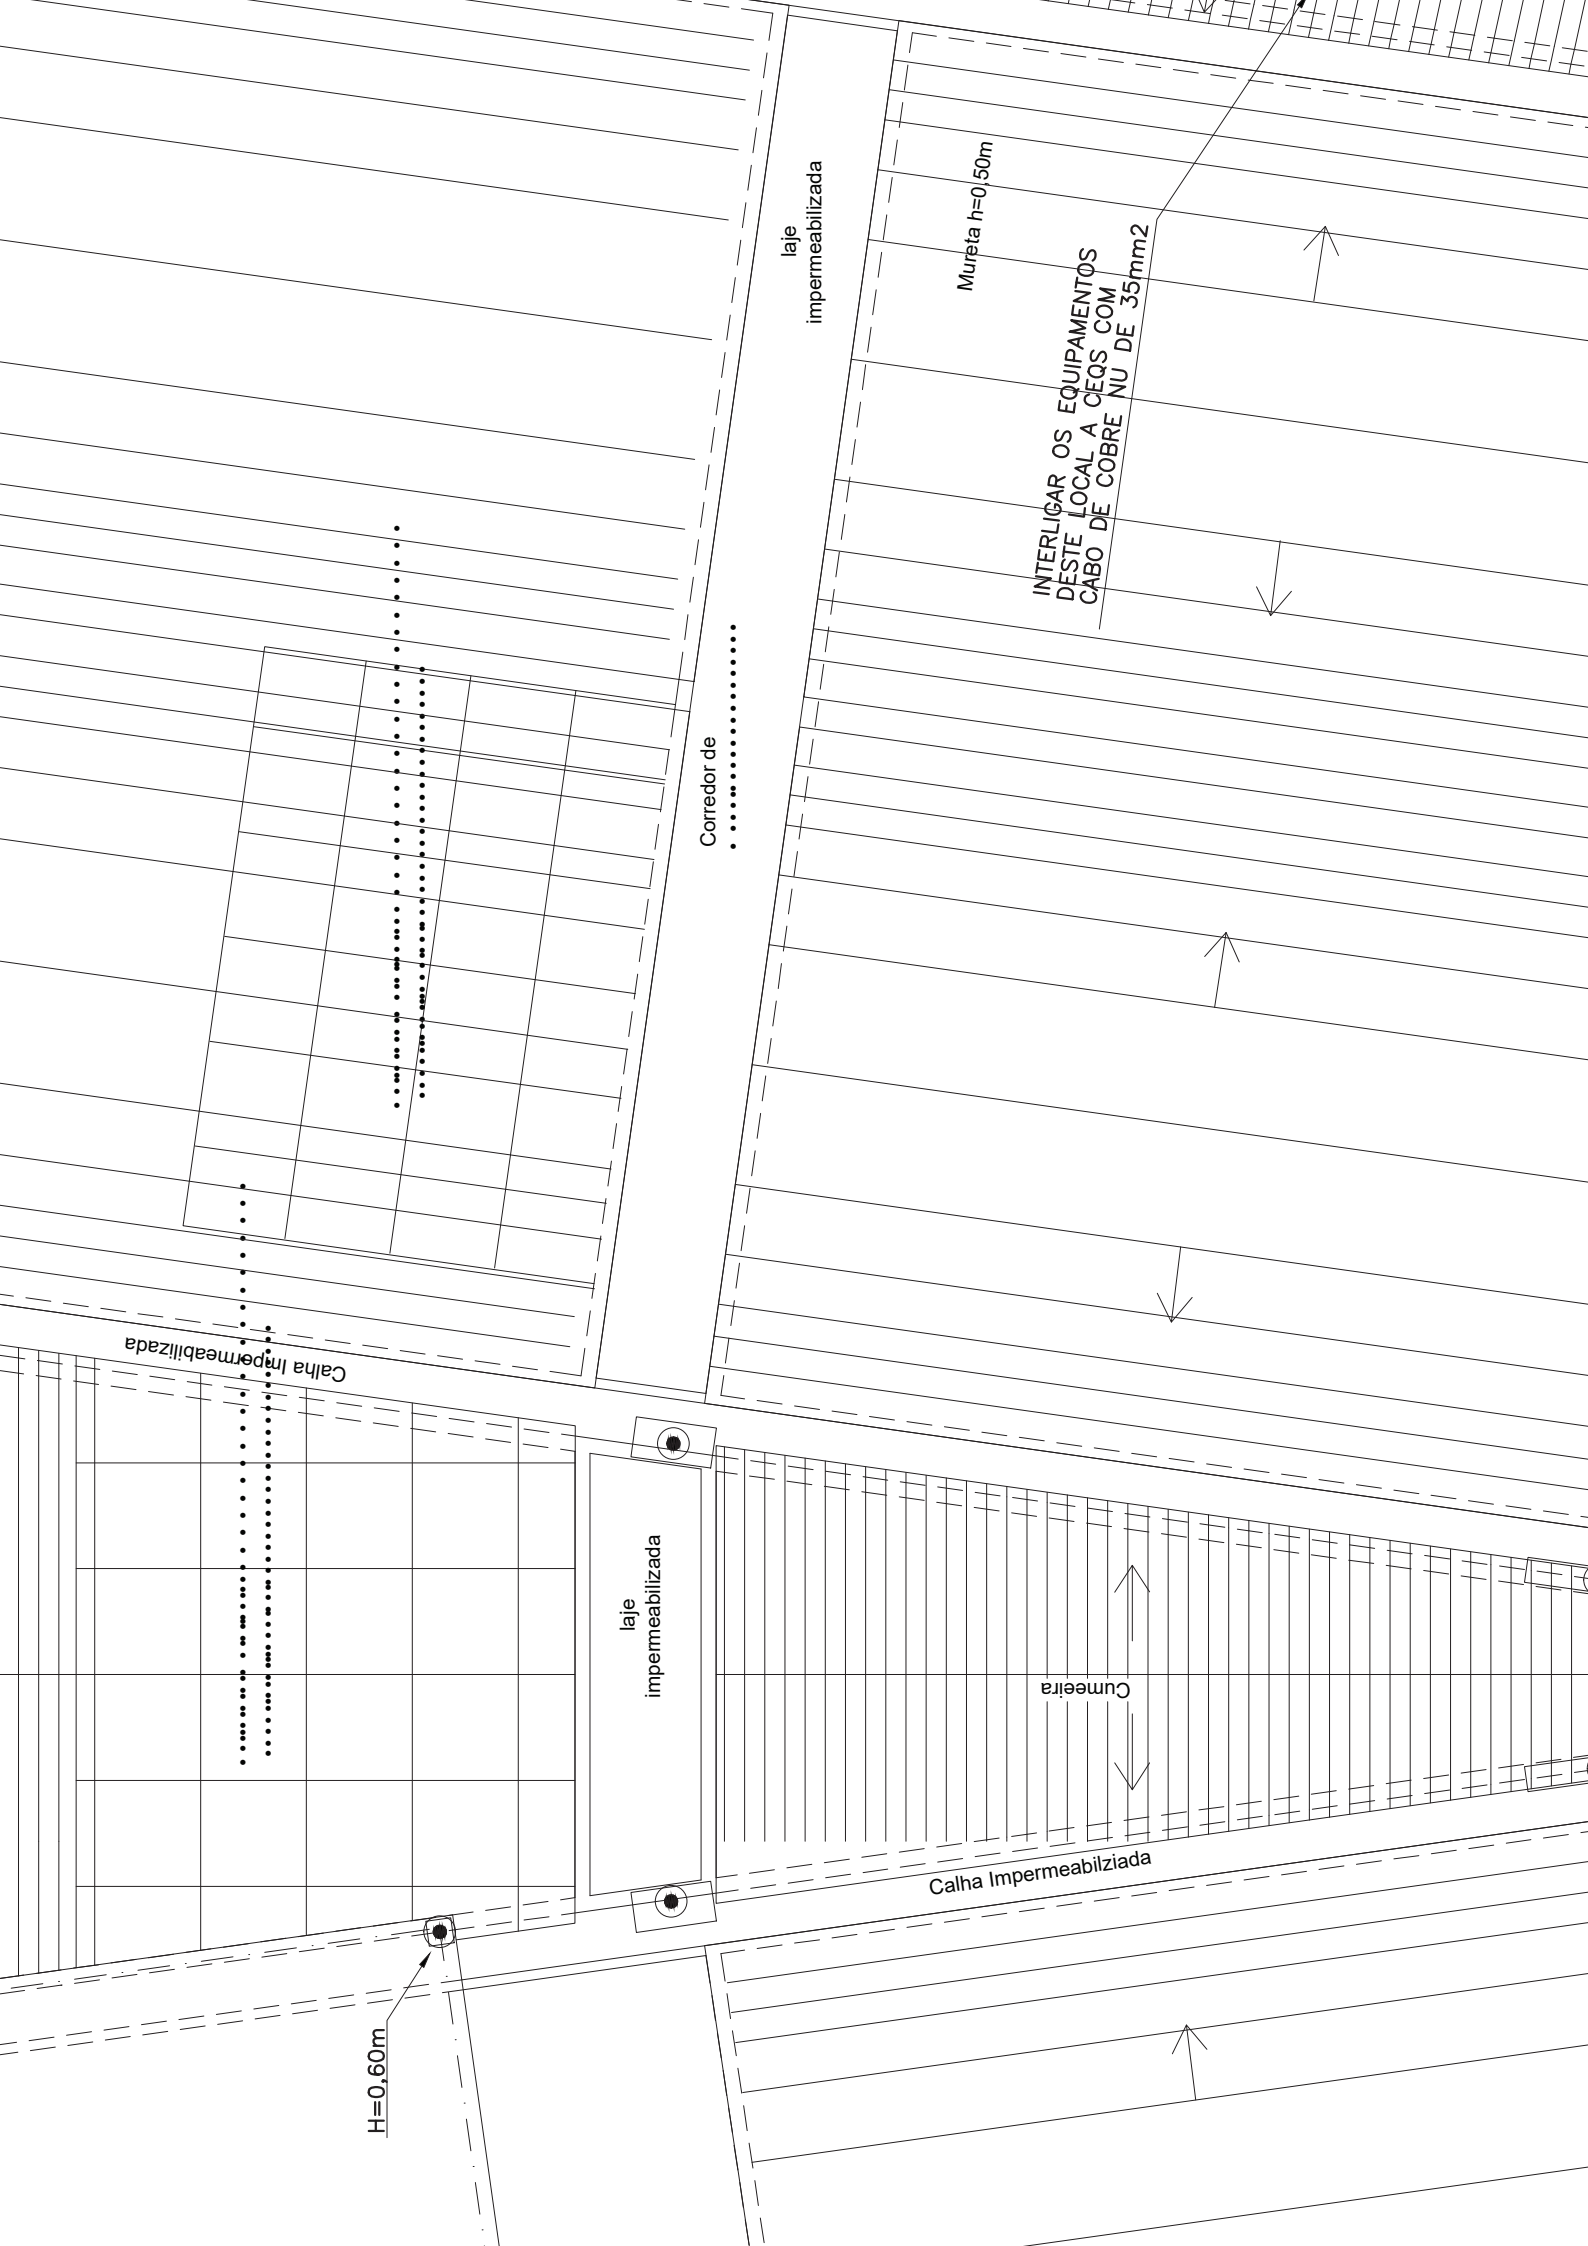 laje
impermeabilizada
Mureta h=0,50m
INTERLIGAR OS EQUIPAMENTOS
DESTE LOCAL A CEQS COM
CABO DE COBRE NU DE 35mm2
Corredor de
Calha Impermeabilizada
laje
impermeabilizada
Cumeeira
Calha Impermeabilziada
H=0,60m